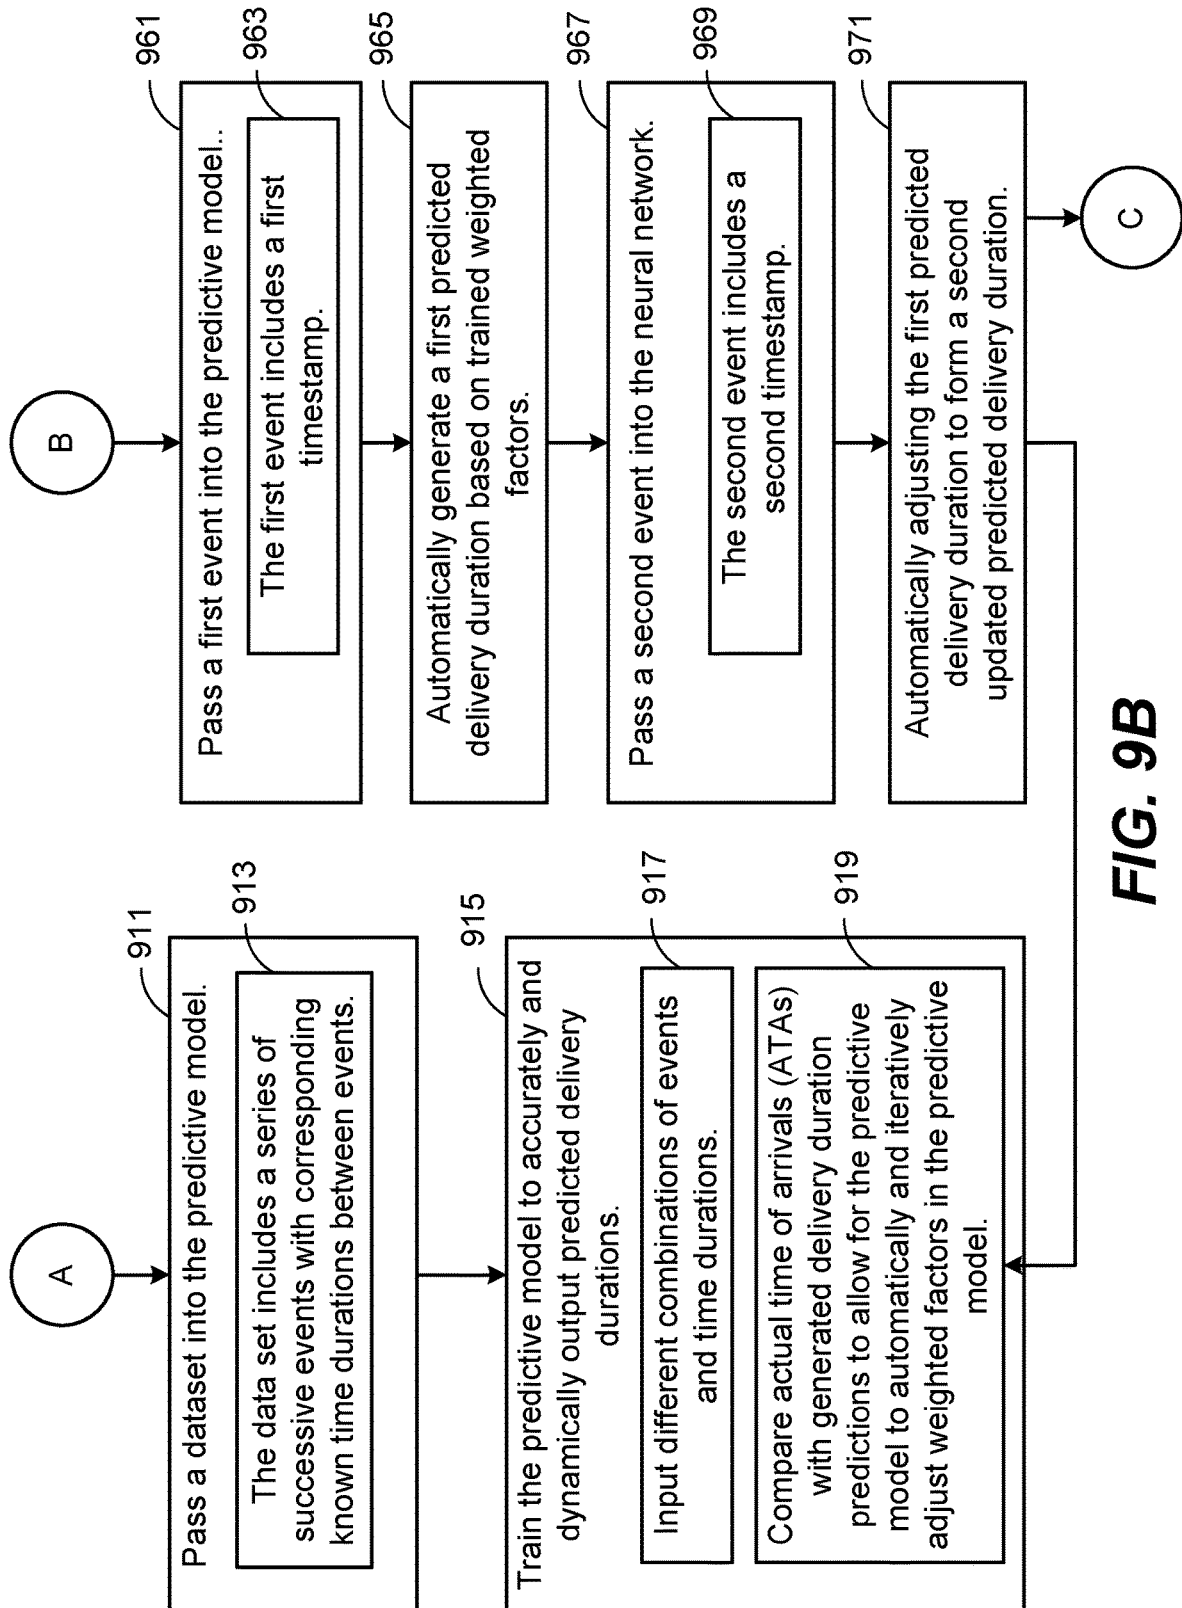 A
911
Pass a dataset into the predictive model.
913
The data set includes a series of
successive events with corresponding
known time durations between events.
915
Train the predictive model to accurately and
dynamically output predicted delivery
durations.
917
Input different combinations of events
and time durations.
919
Compare actual time of arrivals (ATAs)
with generated delivery duration
predictions to allow for the predictive
model to automatically and iteratively
adjust weighted factors in the predictive
model.
B
961
Pass a first event into the predictive model..
963
The first event includes a first
timestamp.
965
Automatically generate a first predicted
delivery duration based on trained weighted
factors.
967
Pass a second event into the neural network.
969
The second event includes a
second timestamp.
971
Automatically adjusting the first predicted
delivery duration to form a second
updated predicted delivery duration.
C
FIG. 9B